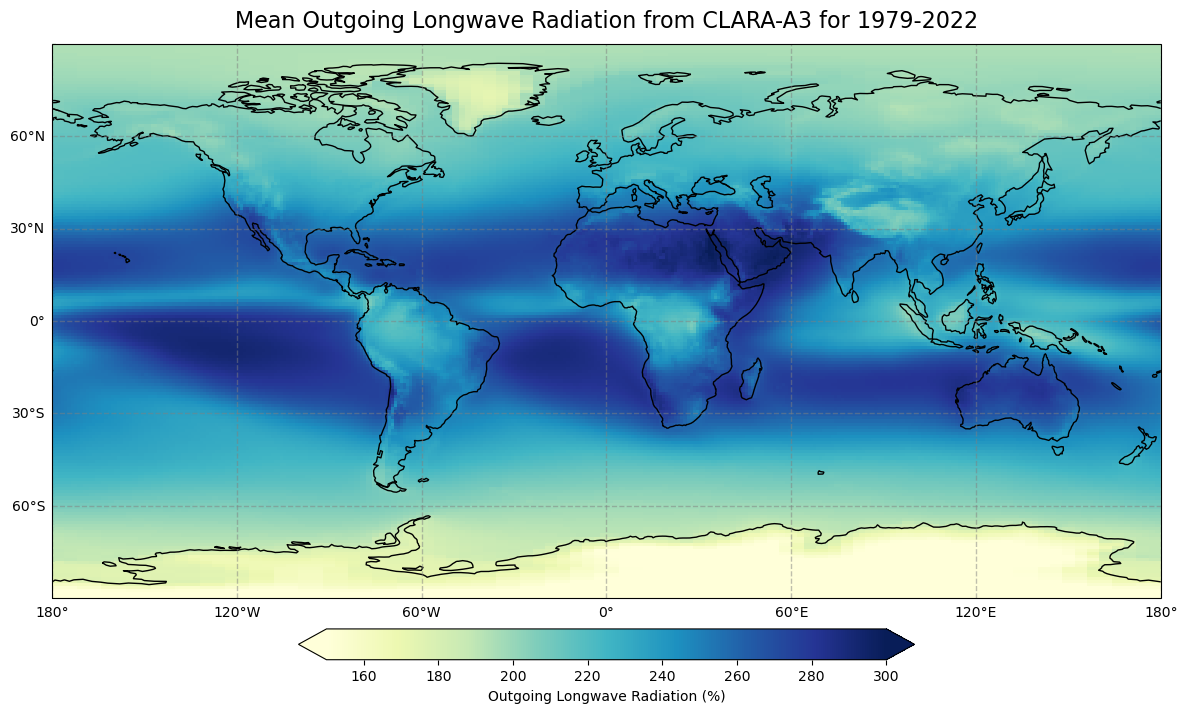 Mean Outgoing Longwave Radiation from CLARA-A3 for 1979-2022
60°N
30°N
0°
30°S
60°S
180° 120°W 60°W 0° 60°E 120°E 180°
160 180 200 220 240 260 280 300
Outgoing Longwave Radiation (%)